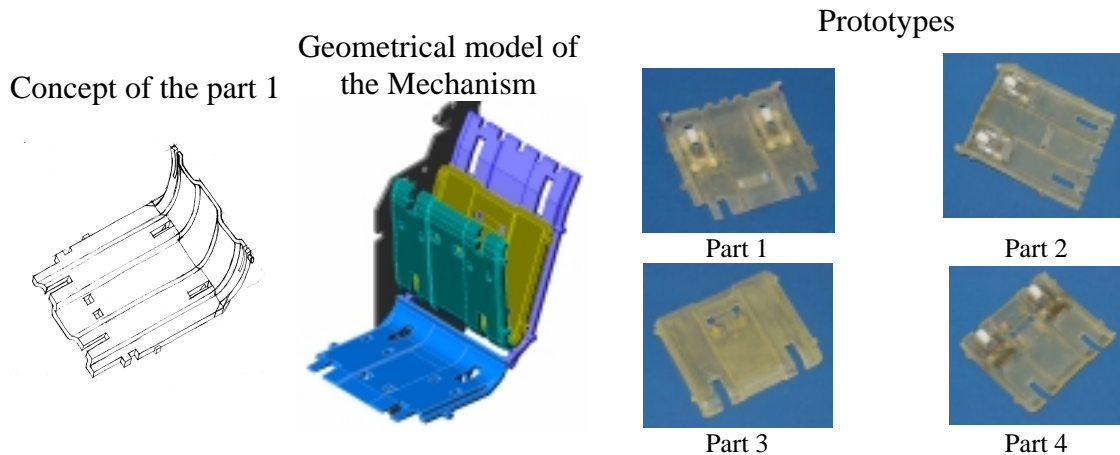 Concept of the part 1
Geometrical model of
the Mechanism
Prototypes
Part 1
Part 2
Part 3
Part 4